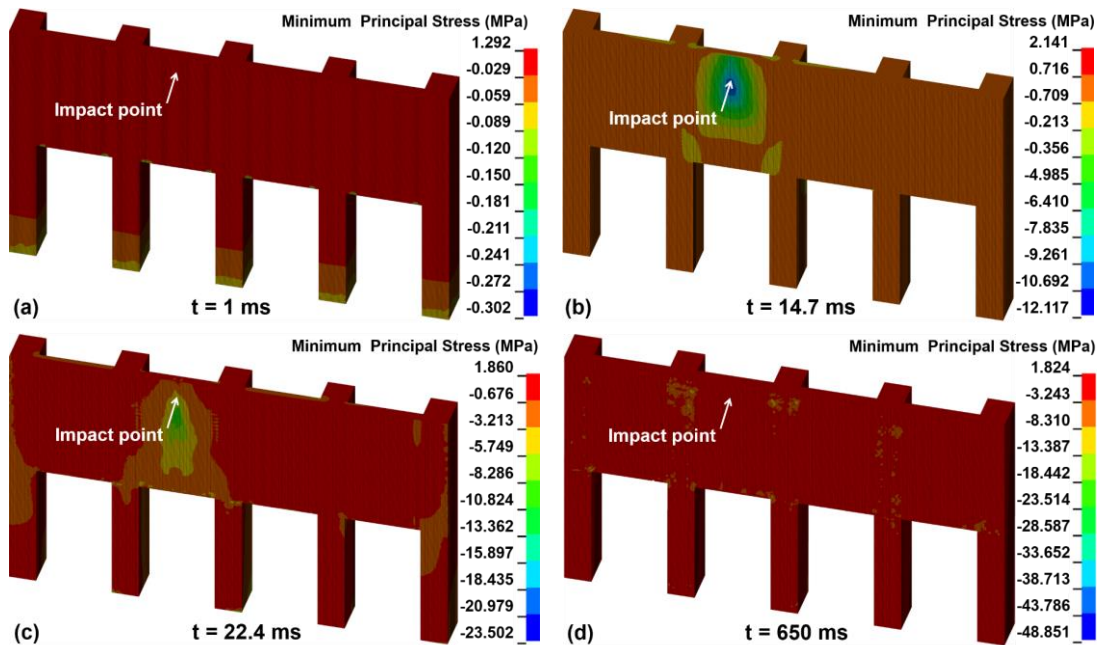 Minimum Principal Stress (MPa)
1.292
-0.029
-0.059
-0.089
-0.120
-0.150
-0.181
-0.211
-0.241
-0.272
-0.302
Impact point
(a)
t = 1 ms
Minimum Principal Stress (MPa)
2.141
0.716
-0.709
-0.213
-0.356
-4.985
-6.410
-7.835
-9.261
-10.692
-12.117
Impact point
(b)
t = 14.7 ms
Minimum Principal Stress (MPa)
1.860
-0.676
-3.213
-5.749
-8.286
-10.824
-13.362
-15.897
-18.435
-20.979
-23.502
Impact point
(c)
t = 22.4 ms
Minimum Principal Stress (MPa)
1.824
-3.243
-8.310
-13.387
-18.442
-23.514
-28.587
-33.652
-38.713
-43.786
-48.851
Impact point
(d)
t = 650 ms